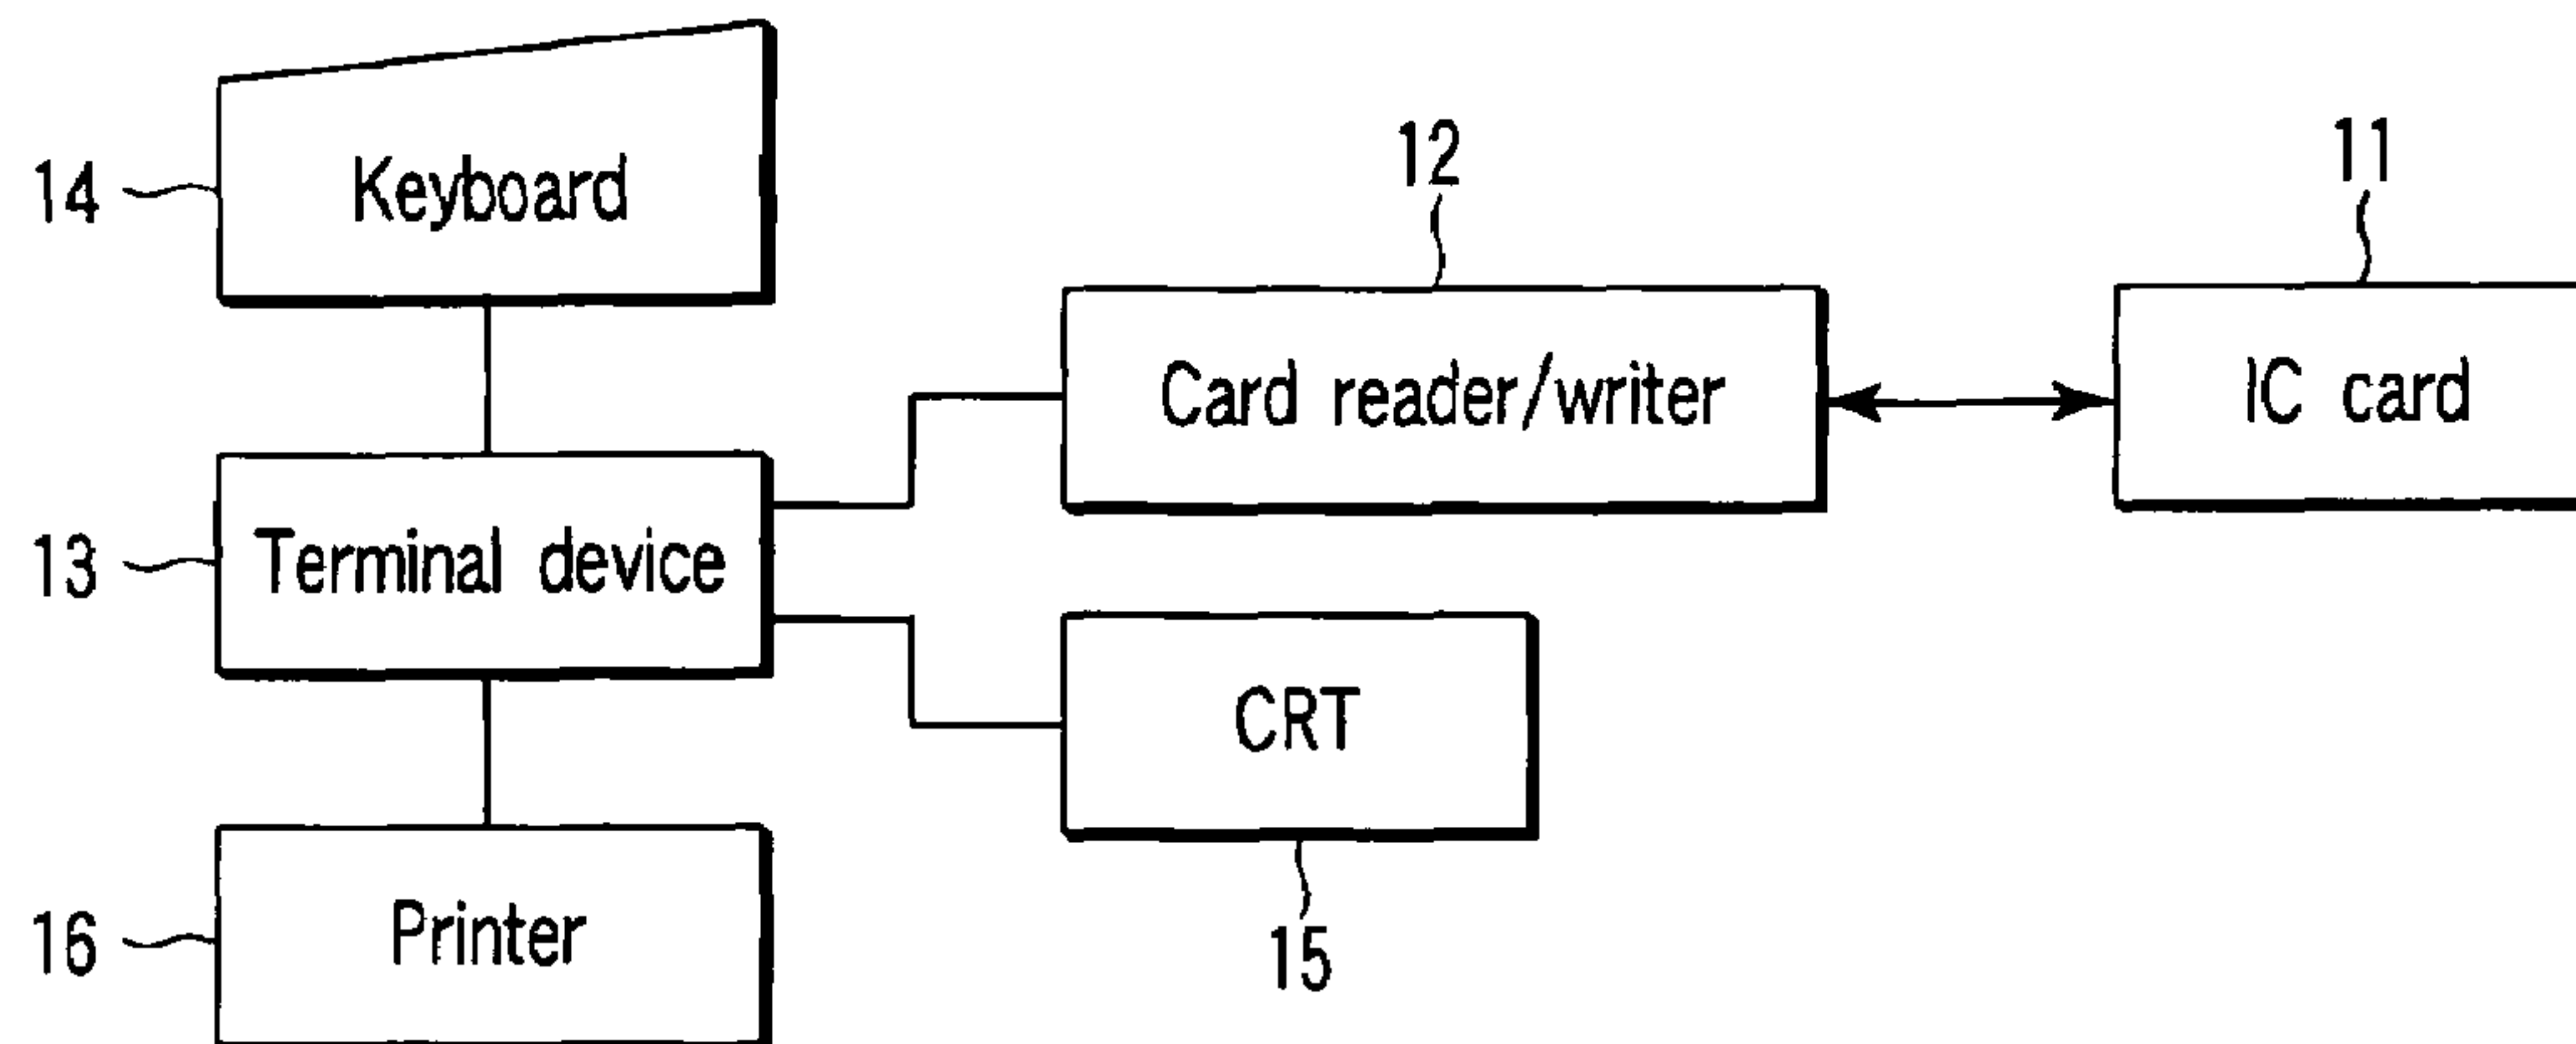 14
Keyboard
12
11
Card reader/writer
IC card
13
Terminal device
CRT
16
Printer
15